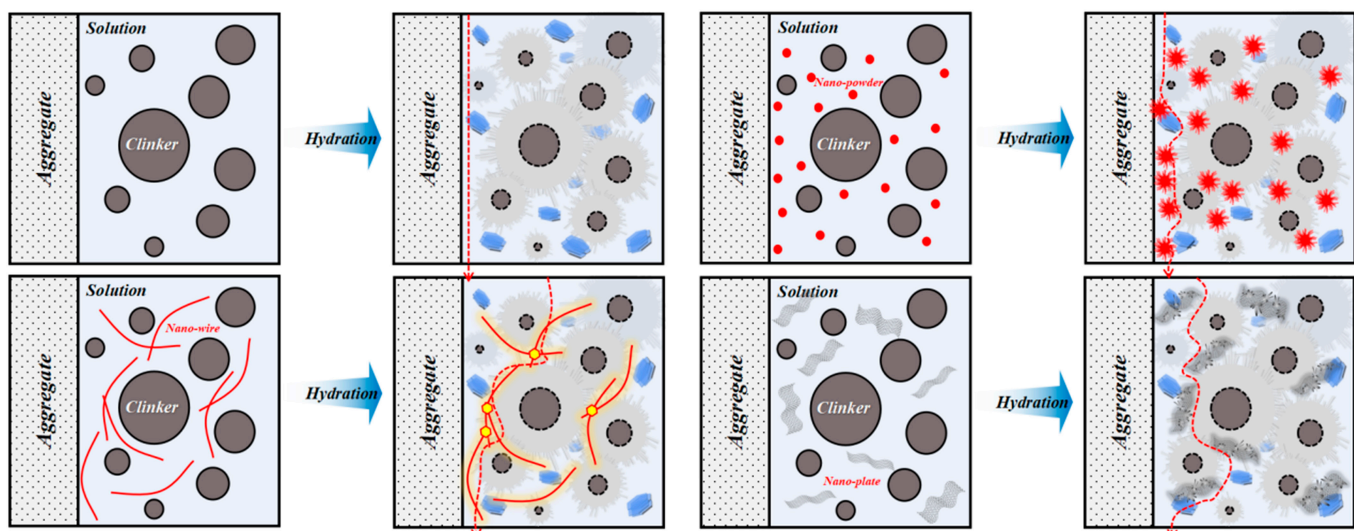 Aggregate
Solution
Clinker
Hydration
Aggregate
Aggregate
Solution
Nano-powder
Clinker
Hydration
Aggregate
Aggregate
Solution
Nano-wire
Clinker
Hydration
Aggregate
Aggregate
Solution
Clinker
Nano-plate
Hydration
Aggregate